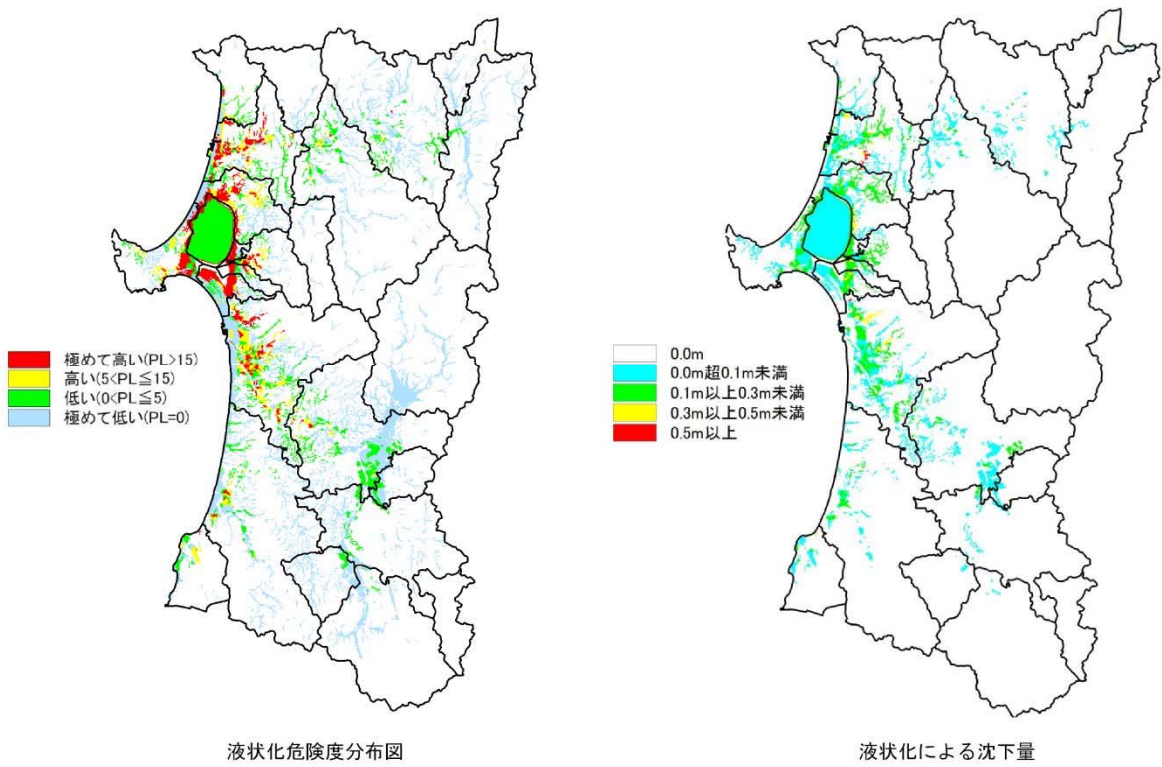 極めて高い(PL>15)
高い(5<PL≦15)
低い(0<PL≦5)
極めて低い(PL=0)
0.0m
0.0m超0.1m未満
0.1m以上0.3m未満
0.3m以上0.5m未満
0.5m以上
液状化危険度分布図
液状化による沈下量